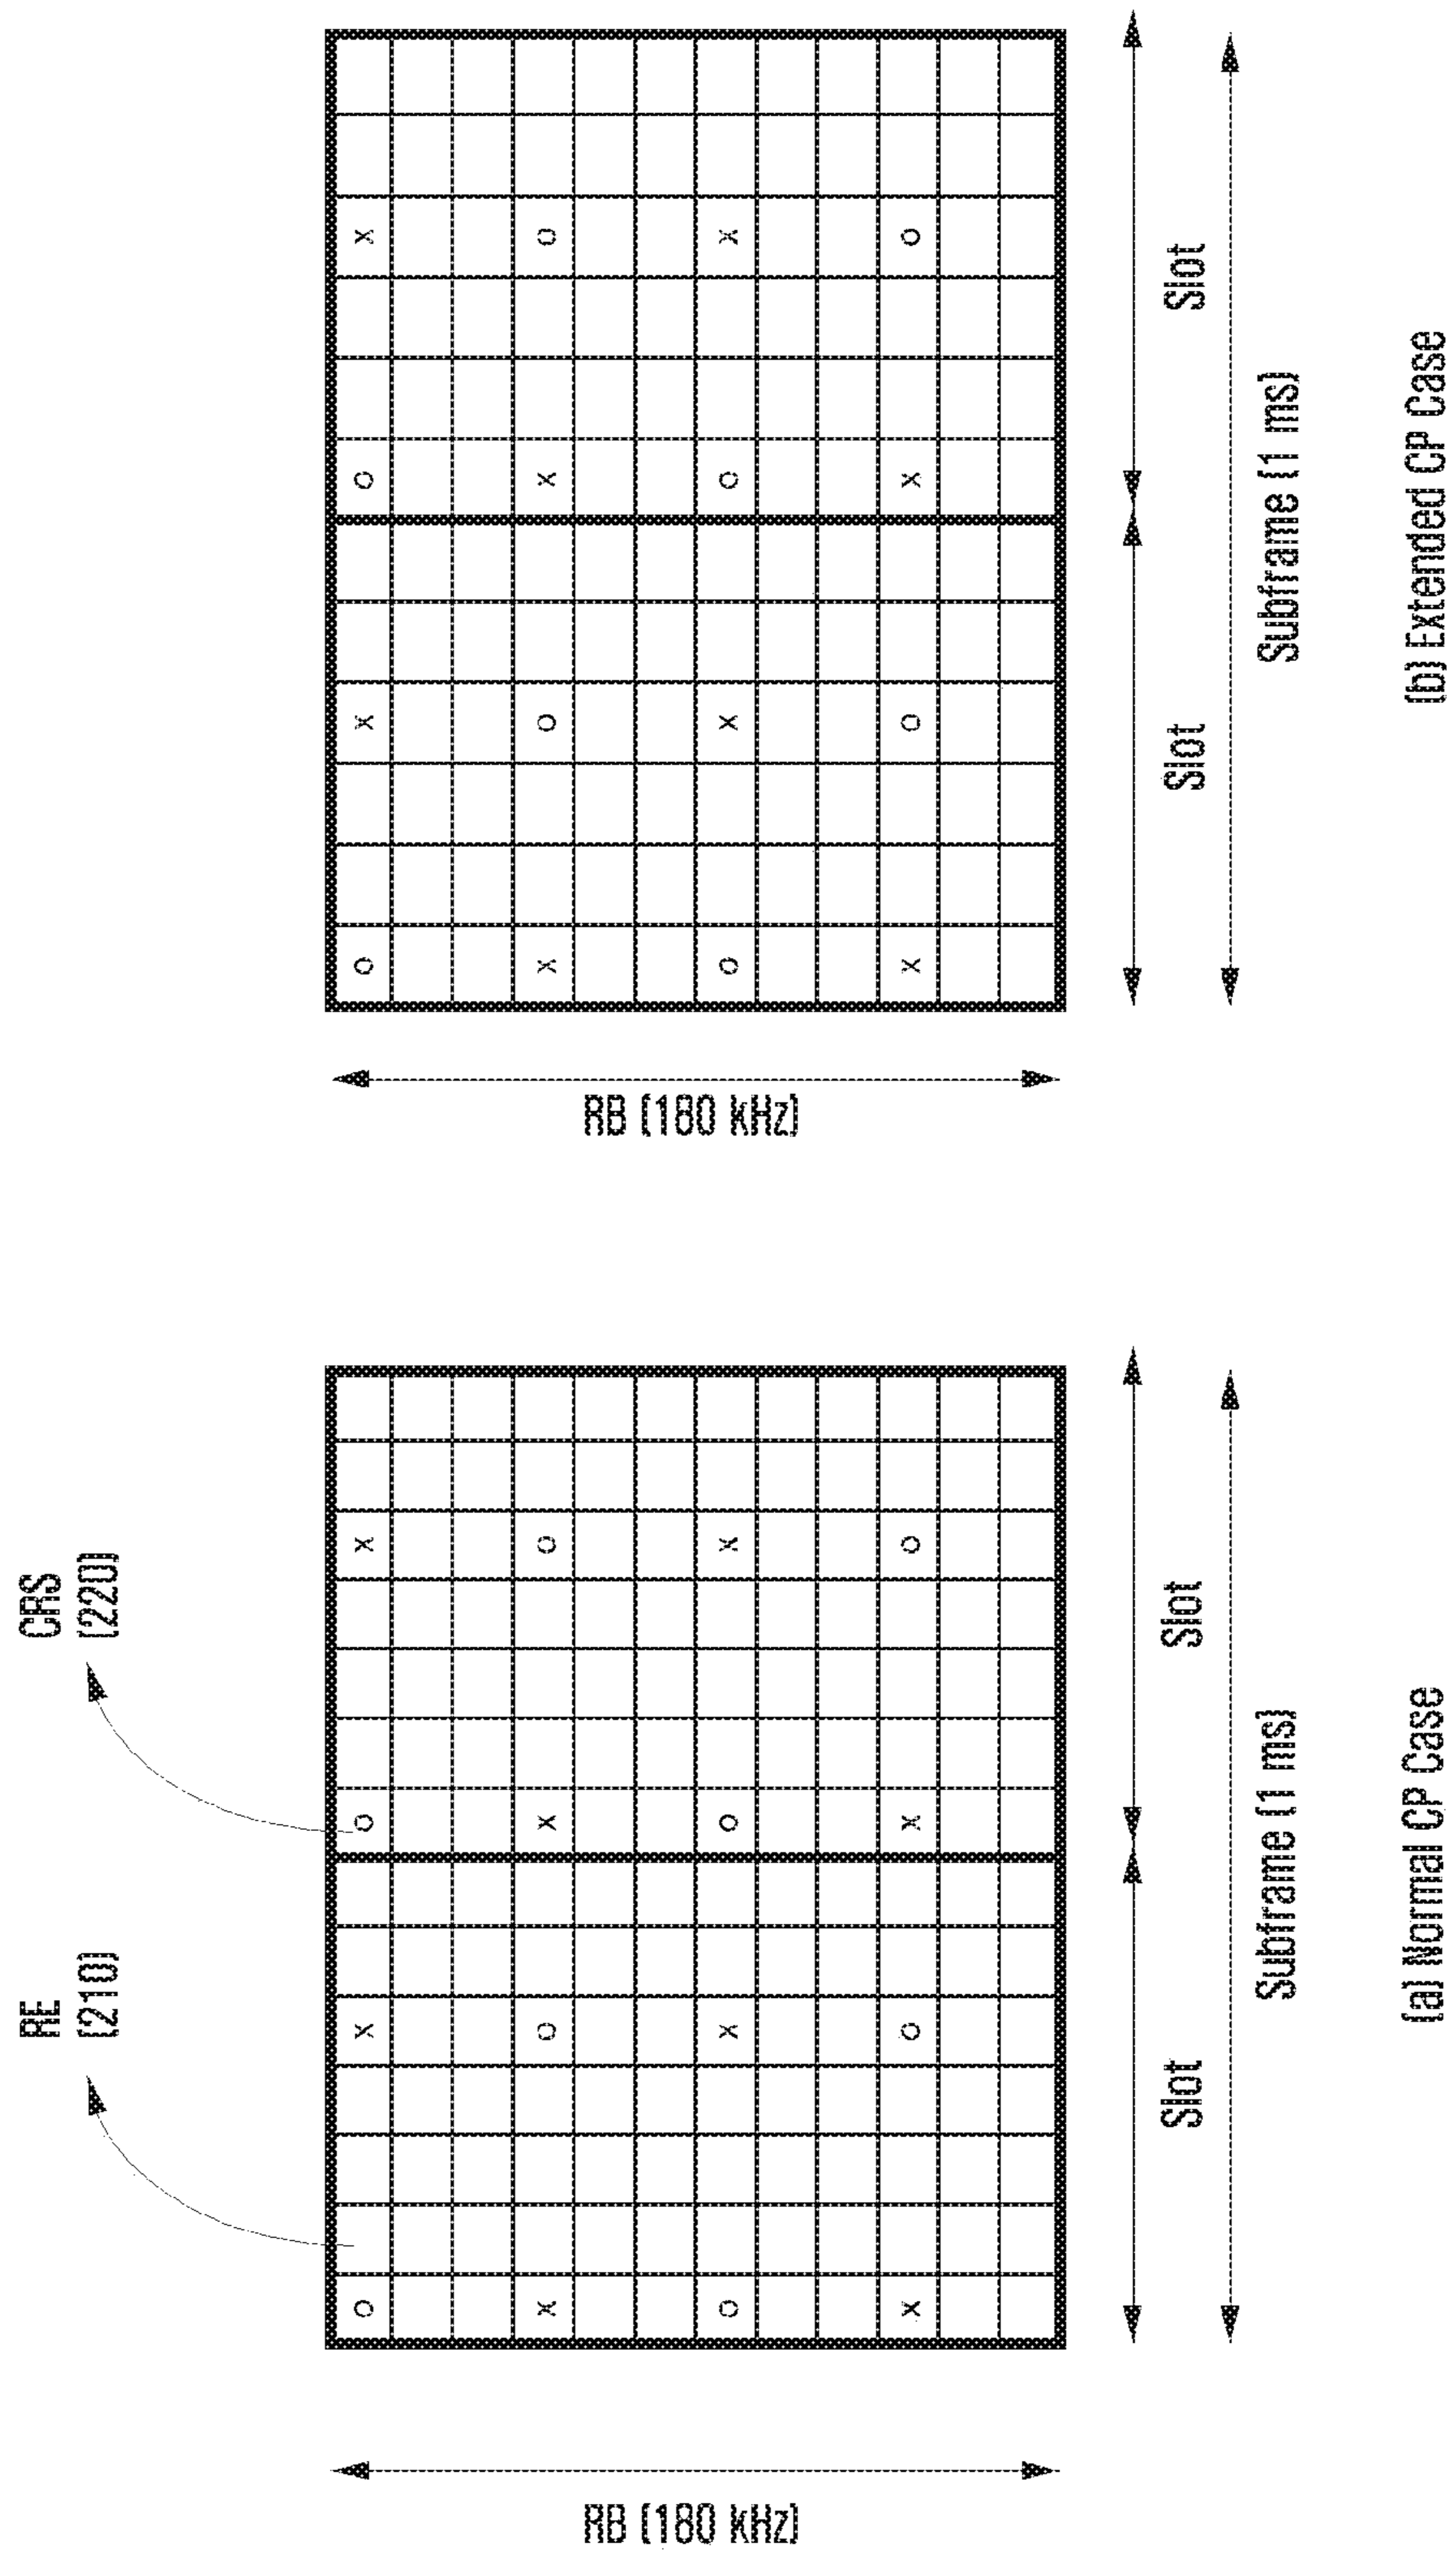 RE
(210)
CRS
(220)
O X O X
X O X O
O X O X
X O X O
RB (180 kHz)
Slot
Slot
Subframe (1 ms)
(a) Normal CP Case
O X O X
X O X O
O X O X
X O X O
RB (180 kHz)
Slot
Slot
Subframe (1 ms)
(b) Extended CP Case